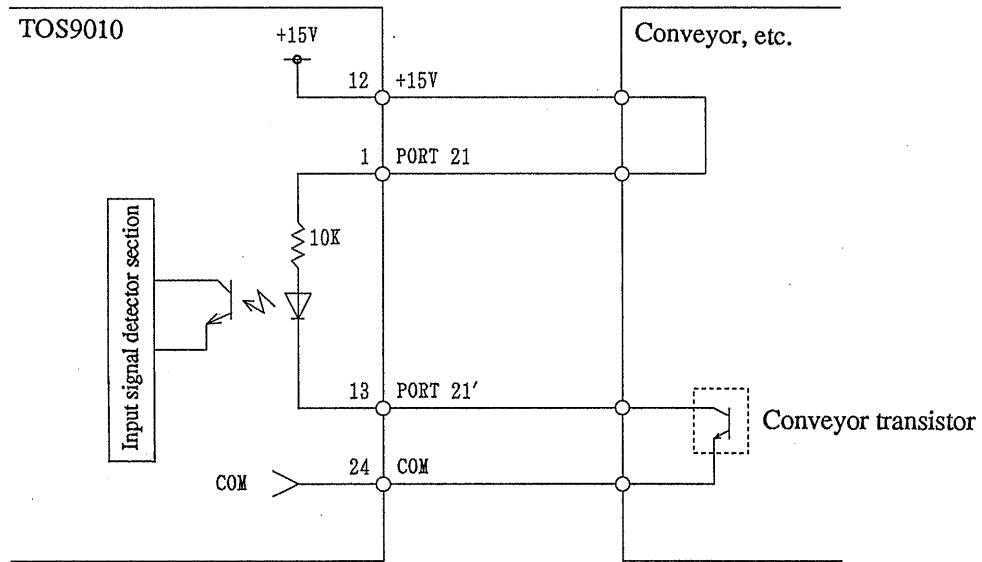 TOS9010
+15V
Conveyor, etc.
12 +15V
1 PORT 21
10K
Input signal detector section
13 PORT 21′
Conveyor transistor
24 COM
COM